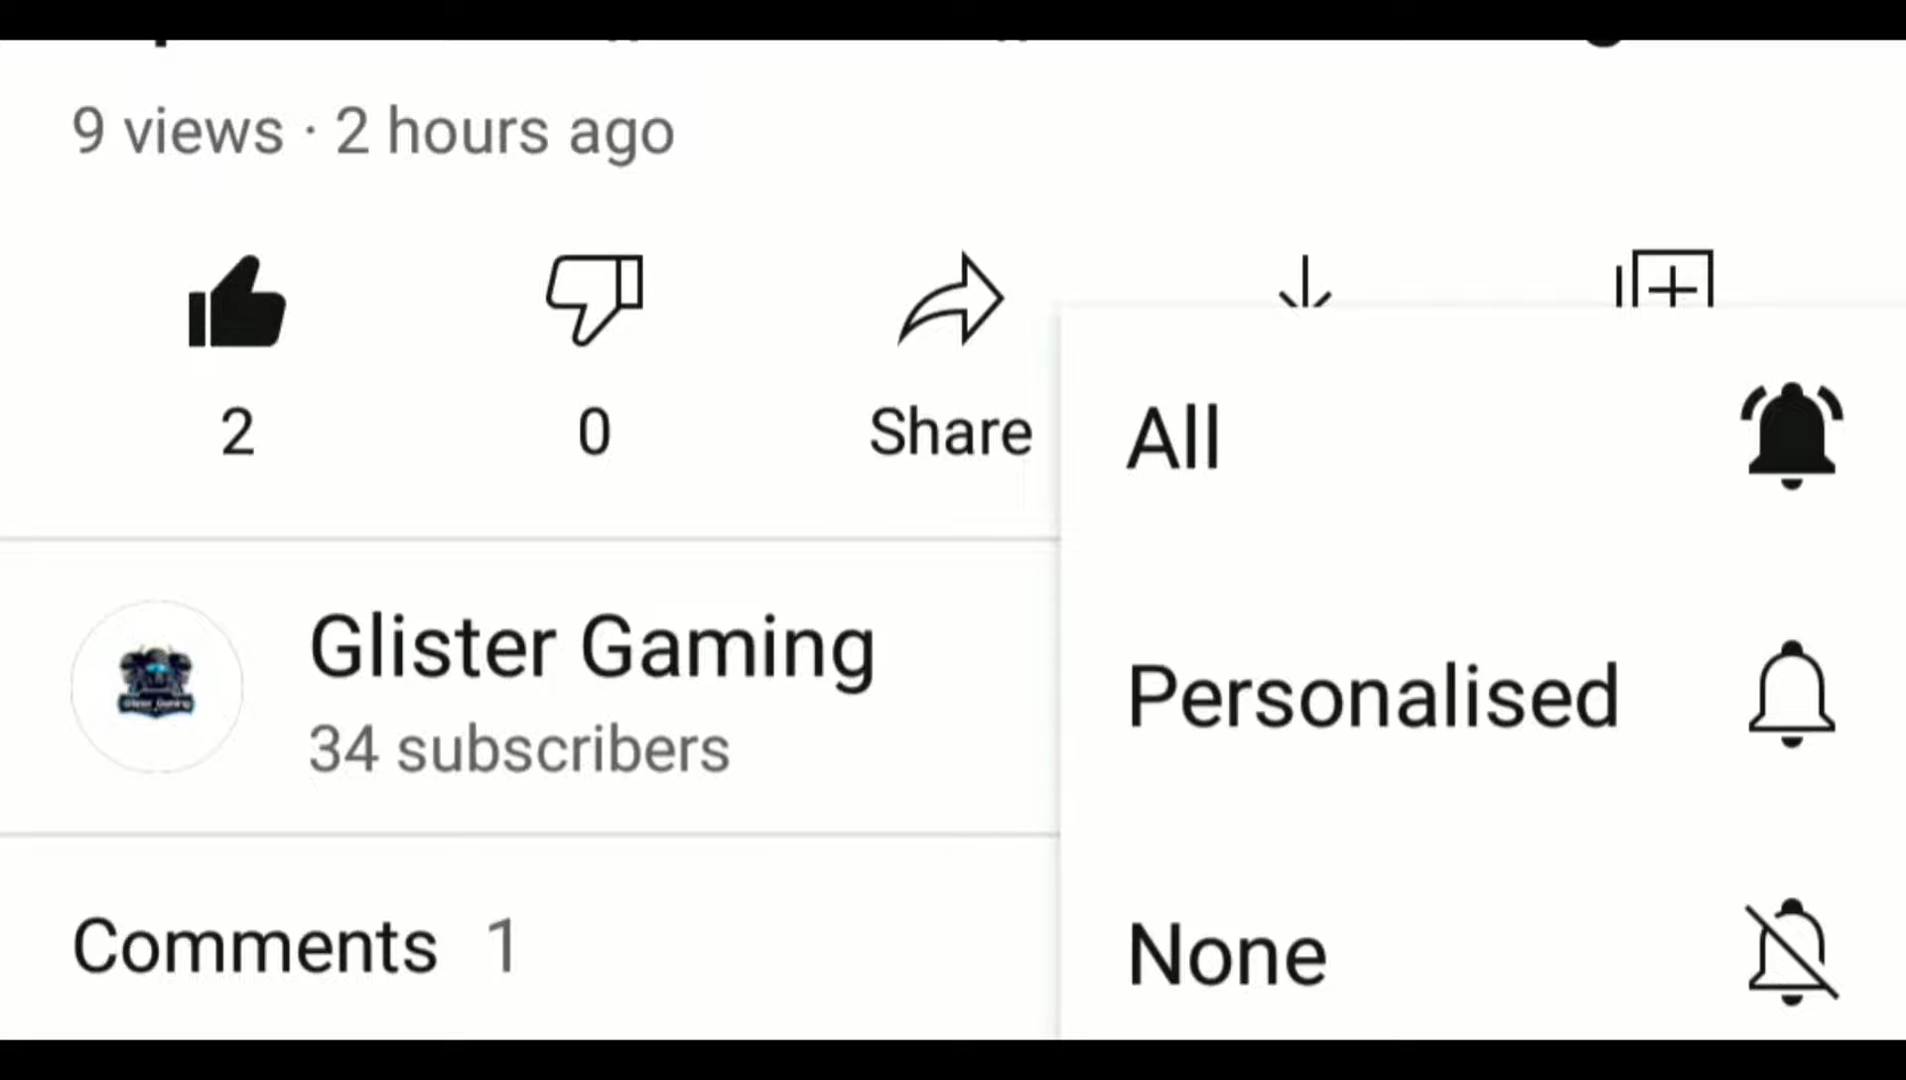 9 views · 2 hours ago
2
0
Share
All
Glister Gaming
34 subscribers
Personalised
Comments 1
None